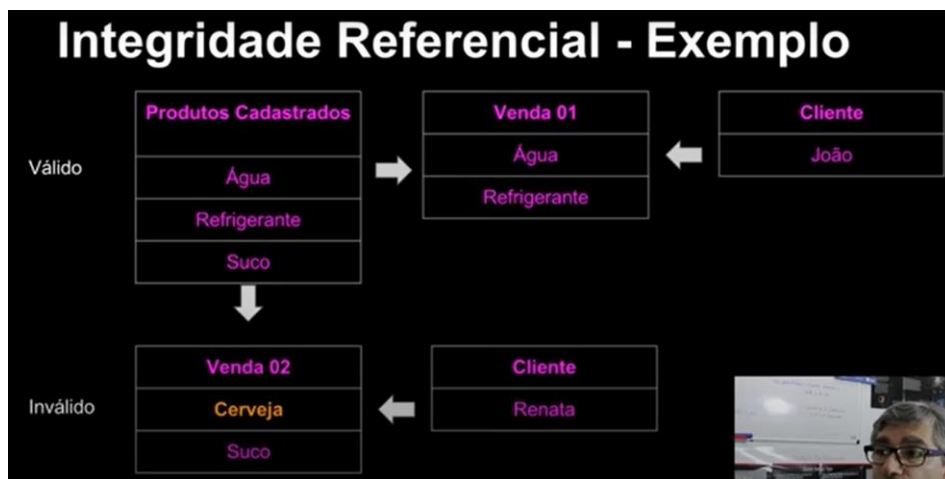 Integridade Referencial - Exemplo
Válido
Produtos Cadastrados
Água
Refrigerante
Suco
Venda 01
Água
Refrigerante
Cliente
João
Inválido
Venda 02
Cerveja
Suco
Cliente
Renata